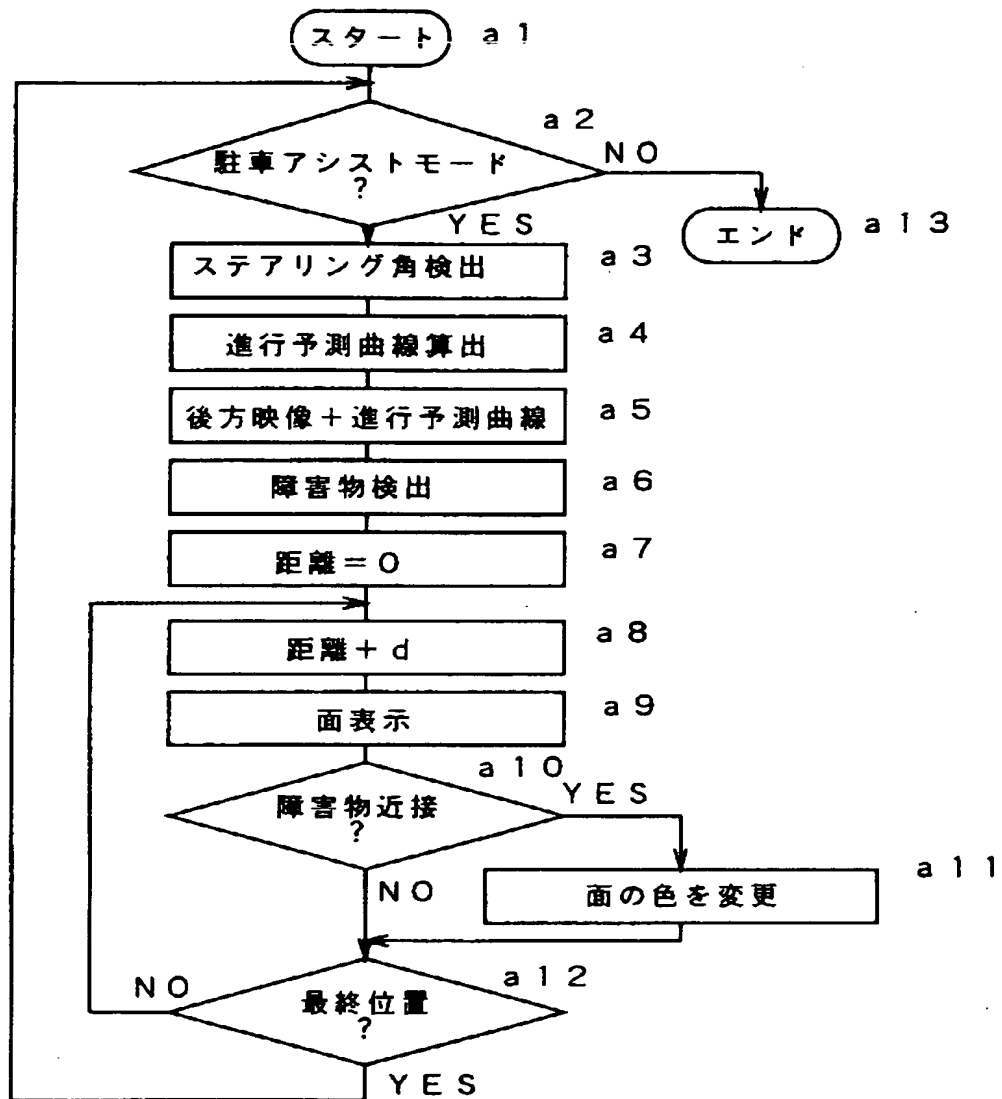 スタート a1
a2
駐車アシストモード
?
NO
YES
エンド a13
ステアリング角検出 a3
進行予測曲線算出 a4
後方映像+進行予測曲線 a5
障害物検出 a6
距離=0 a7
距離+d a8
面表示 a9
a10
障害物近接
?
YES
NO
面の色を変更 a11
a12
最終位置
?
NO
YES